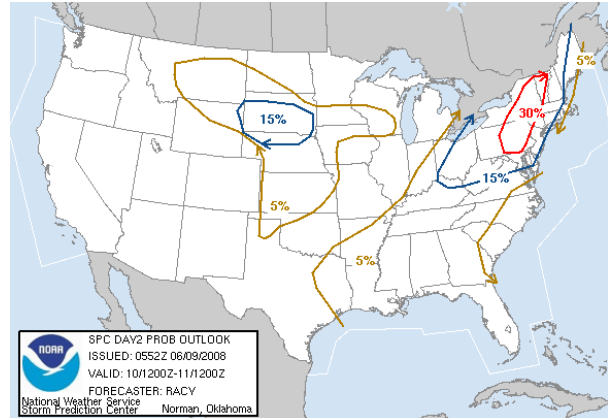 5%
30%
15%
15%
5%
5%
SPC DAY2 PROB OUTLOOK
ISSUED: 0552Z 06/09/2008
VALID: 10/1200Z-11/1200Z
FORECASTER: RACY
NOAA
National Weather Service
Storm Prediction Center Norman, Oklahoma